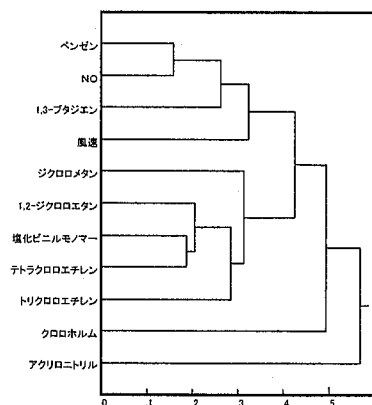 ベンゼン
NO
1,3-ブタジエン
風速
ジクロロメタン
1,2-ジクロロエタン
塩化ビニルモノマー
テトラクロロエチレン
トリクロロエチレン
クロロホルム
アクリロニトリル
0 1 2 3 4 5